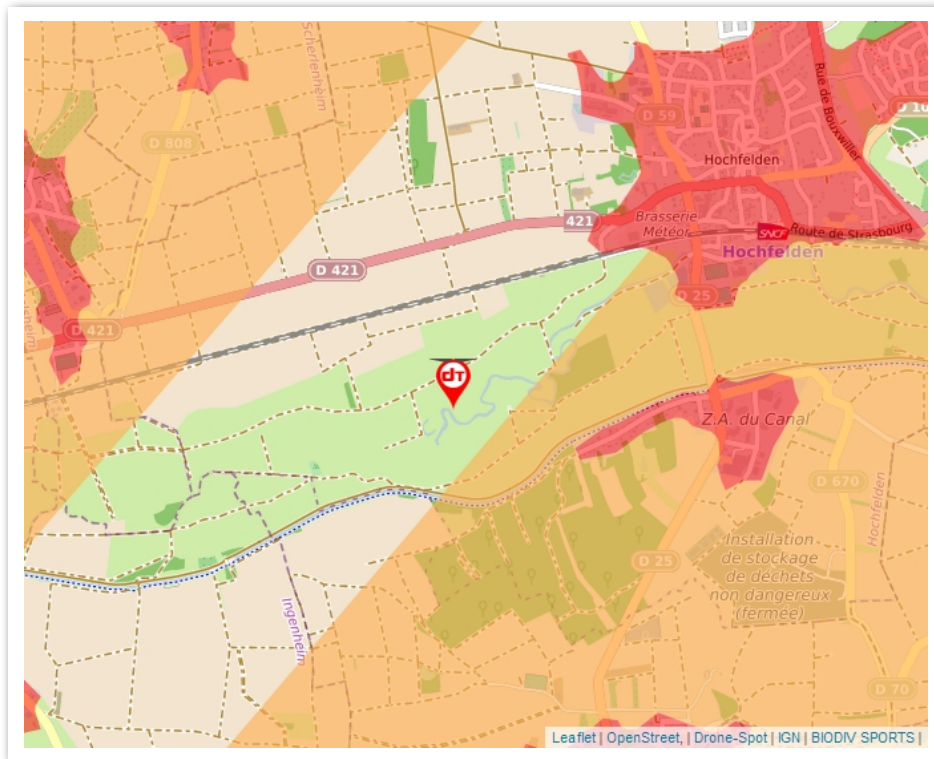 Scherlenheim
D 59
Rue de Bouxwiller
D 10
D 808
Hochfelden
Brasserie
Météor
421
SNCF
Route de Strasbourg
Hochfelden
D 421
D 25
D 421
dT
Z.A. du Canal
D 670
Hochfelden
Installation
de stockage
de déchets
non dangereux
(fermée)
D 25
Ingenheim
D 70
Leaflet | OpenStreet, | Drone-Spot | IGN | BIODIV SPORTS |